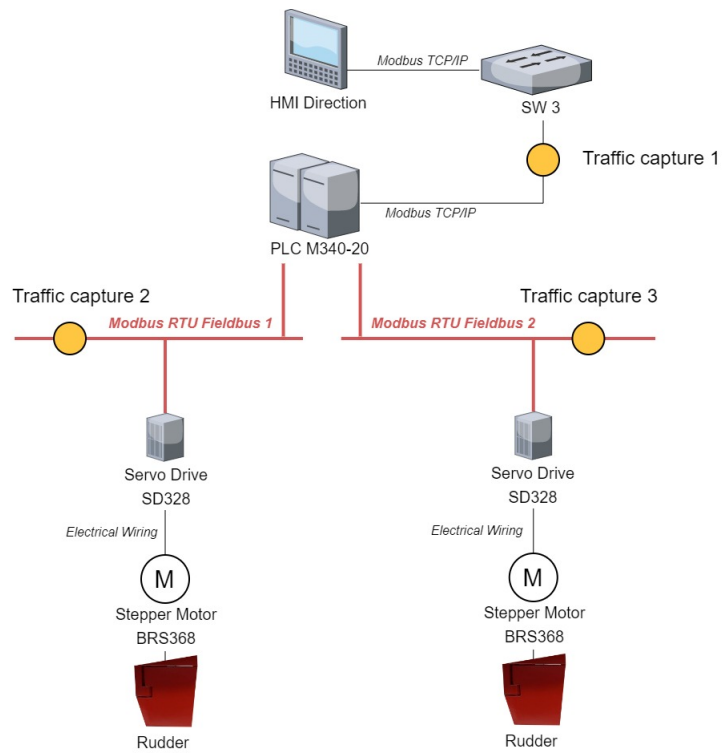 Modbus TCP/IP
HMI Direction
SW 3
Traffic capture 1
Modbus TCP/IP
PLC M340-20
Traffic capture 2
Traffic capture 3
Modbus RTU Fieldbus 1
Modbus RTU Fieldbus 2
Servo Drive
SD328
Servo Drive
SD328
Electrical Wiring
Electrical Wiring
M
M
Stepper Motor
BRS368
Stepper Motor
BRS368
Rudder
Rudder